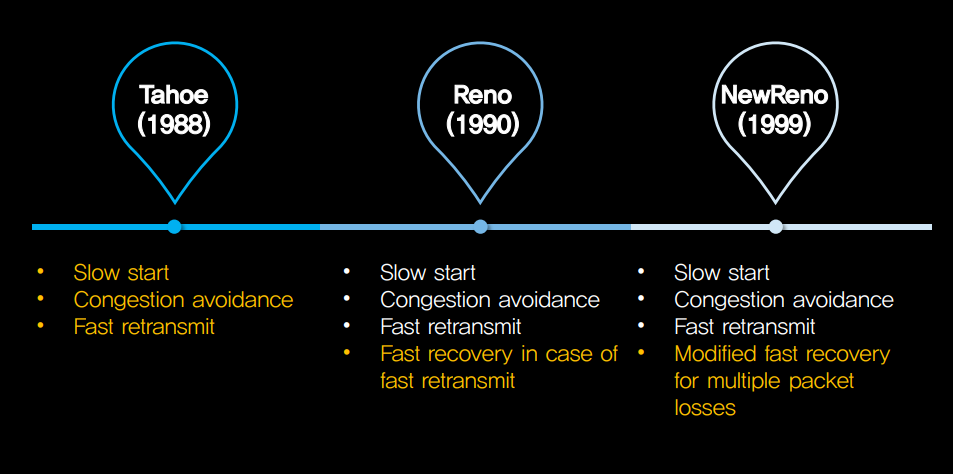 Tahoe
(1988)
Reno
(1990)
NewReno
(1999)
• Slow start
• Congestion avoidance
• Fast retransmit
• Slow start
• Congestion avoidance
• Fast retransmit
• Fast recovery in case of
fast retransmit
• Slow start
• Congestion avoidance
• Fast retransmit
• Modified fast recovery
for multiple packet
losses